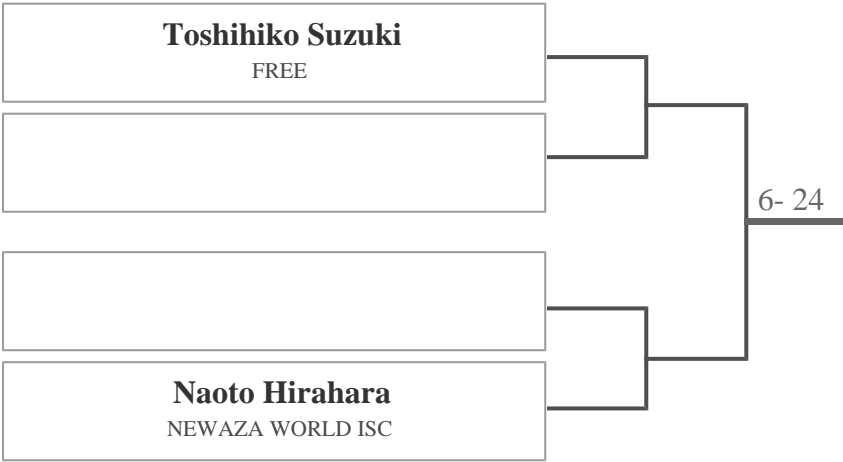 Toshihiko Suzuki
FREE
6- 24
Naoto Hirahara
NEWAZA WORLD ISC